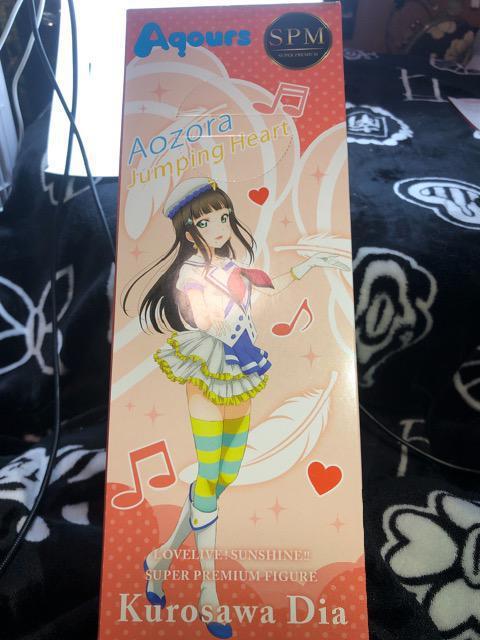 Aqours
SPM
SUPER PREMIUM
Aozora
Jumping Heart
LOVELIVE! SUNSHINE!!
SUPER PREMIUM FIGURE
Kurosawa Dia